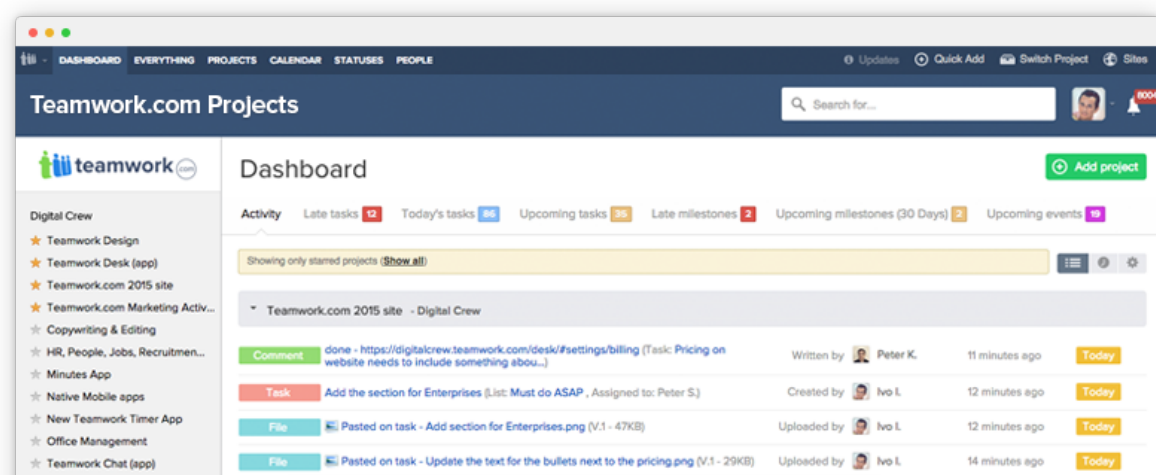 DASHBOARD EVERYTHING PROJECTS CALENDAR STATUSES PEOPLE Updates Quick Add Switch Project Sites
Teamwork.com Projects Search for... 8004
teamwork.com Dashboard Add project
Digital Crew Activity Late tasks 12 Today's tasks 86 Upcoming tasks 35 Late milestones 2 Upcoming milestones (30 Days) 2 Upcoming events 19
Teamwork Design
Teamwork Desk (app) Showing only starred projects (Show all)
Teamwork.com 2015 site
Teamwork.com Marketing Activ... Teamwork.com 2015 site - Digital Crew
Copywriting & Editing
HR, People, Jobs, Recruitmen... Comment done - https://digitalcrew.teamwork.com/desk/#settings/billing (Task: Pricing on
website needs to include something abou...) Written by Peter K. 11 minutes ago Today
Minutes App
Native Mobile apps Task Add the section for Enterprises (List: Must do ASAP , Assigned to: Peter S.) Created by Ivo I. 12 minutes ago Today
New Teamwork Timer App File Pasted on task - Add section for Enterprises.png (V.1 - 47KB) Uploaded by Ivo I. 12 minutes ago Today
Office Management
Teamwork Chat (app) File Pasted on task - Update the text for the bullets next to the pricing.png (V.1 - 29KB) Uploaded by Ivo I. 14 minutes ago Today